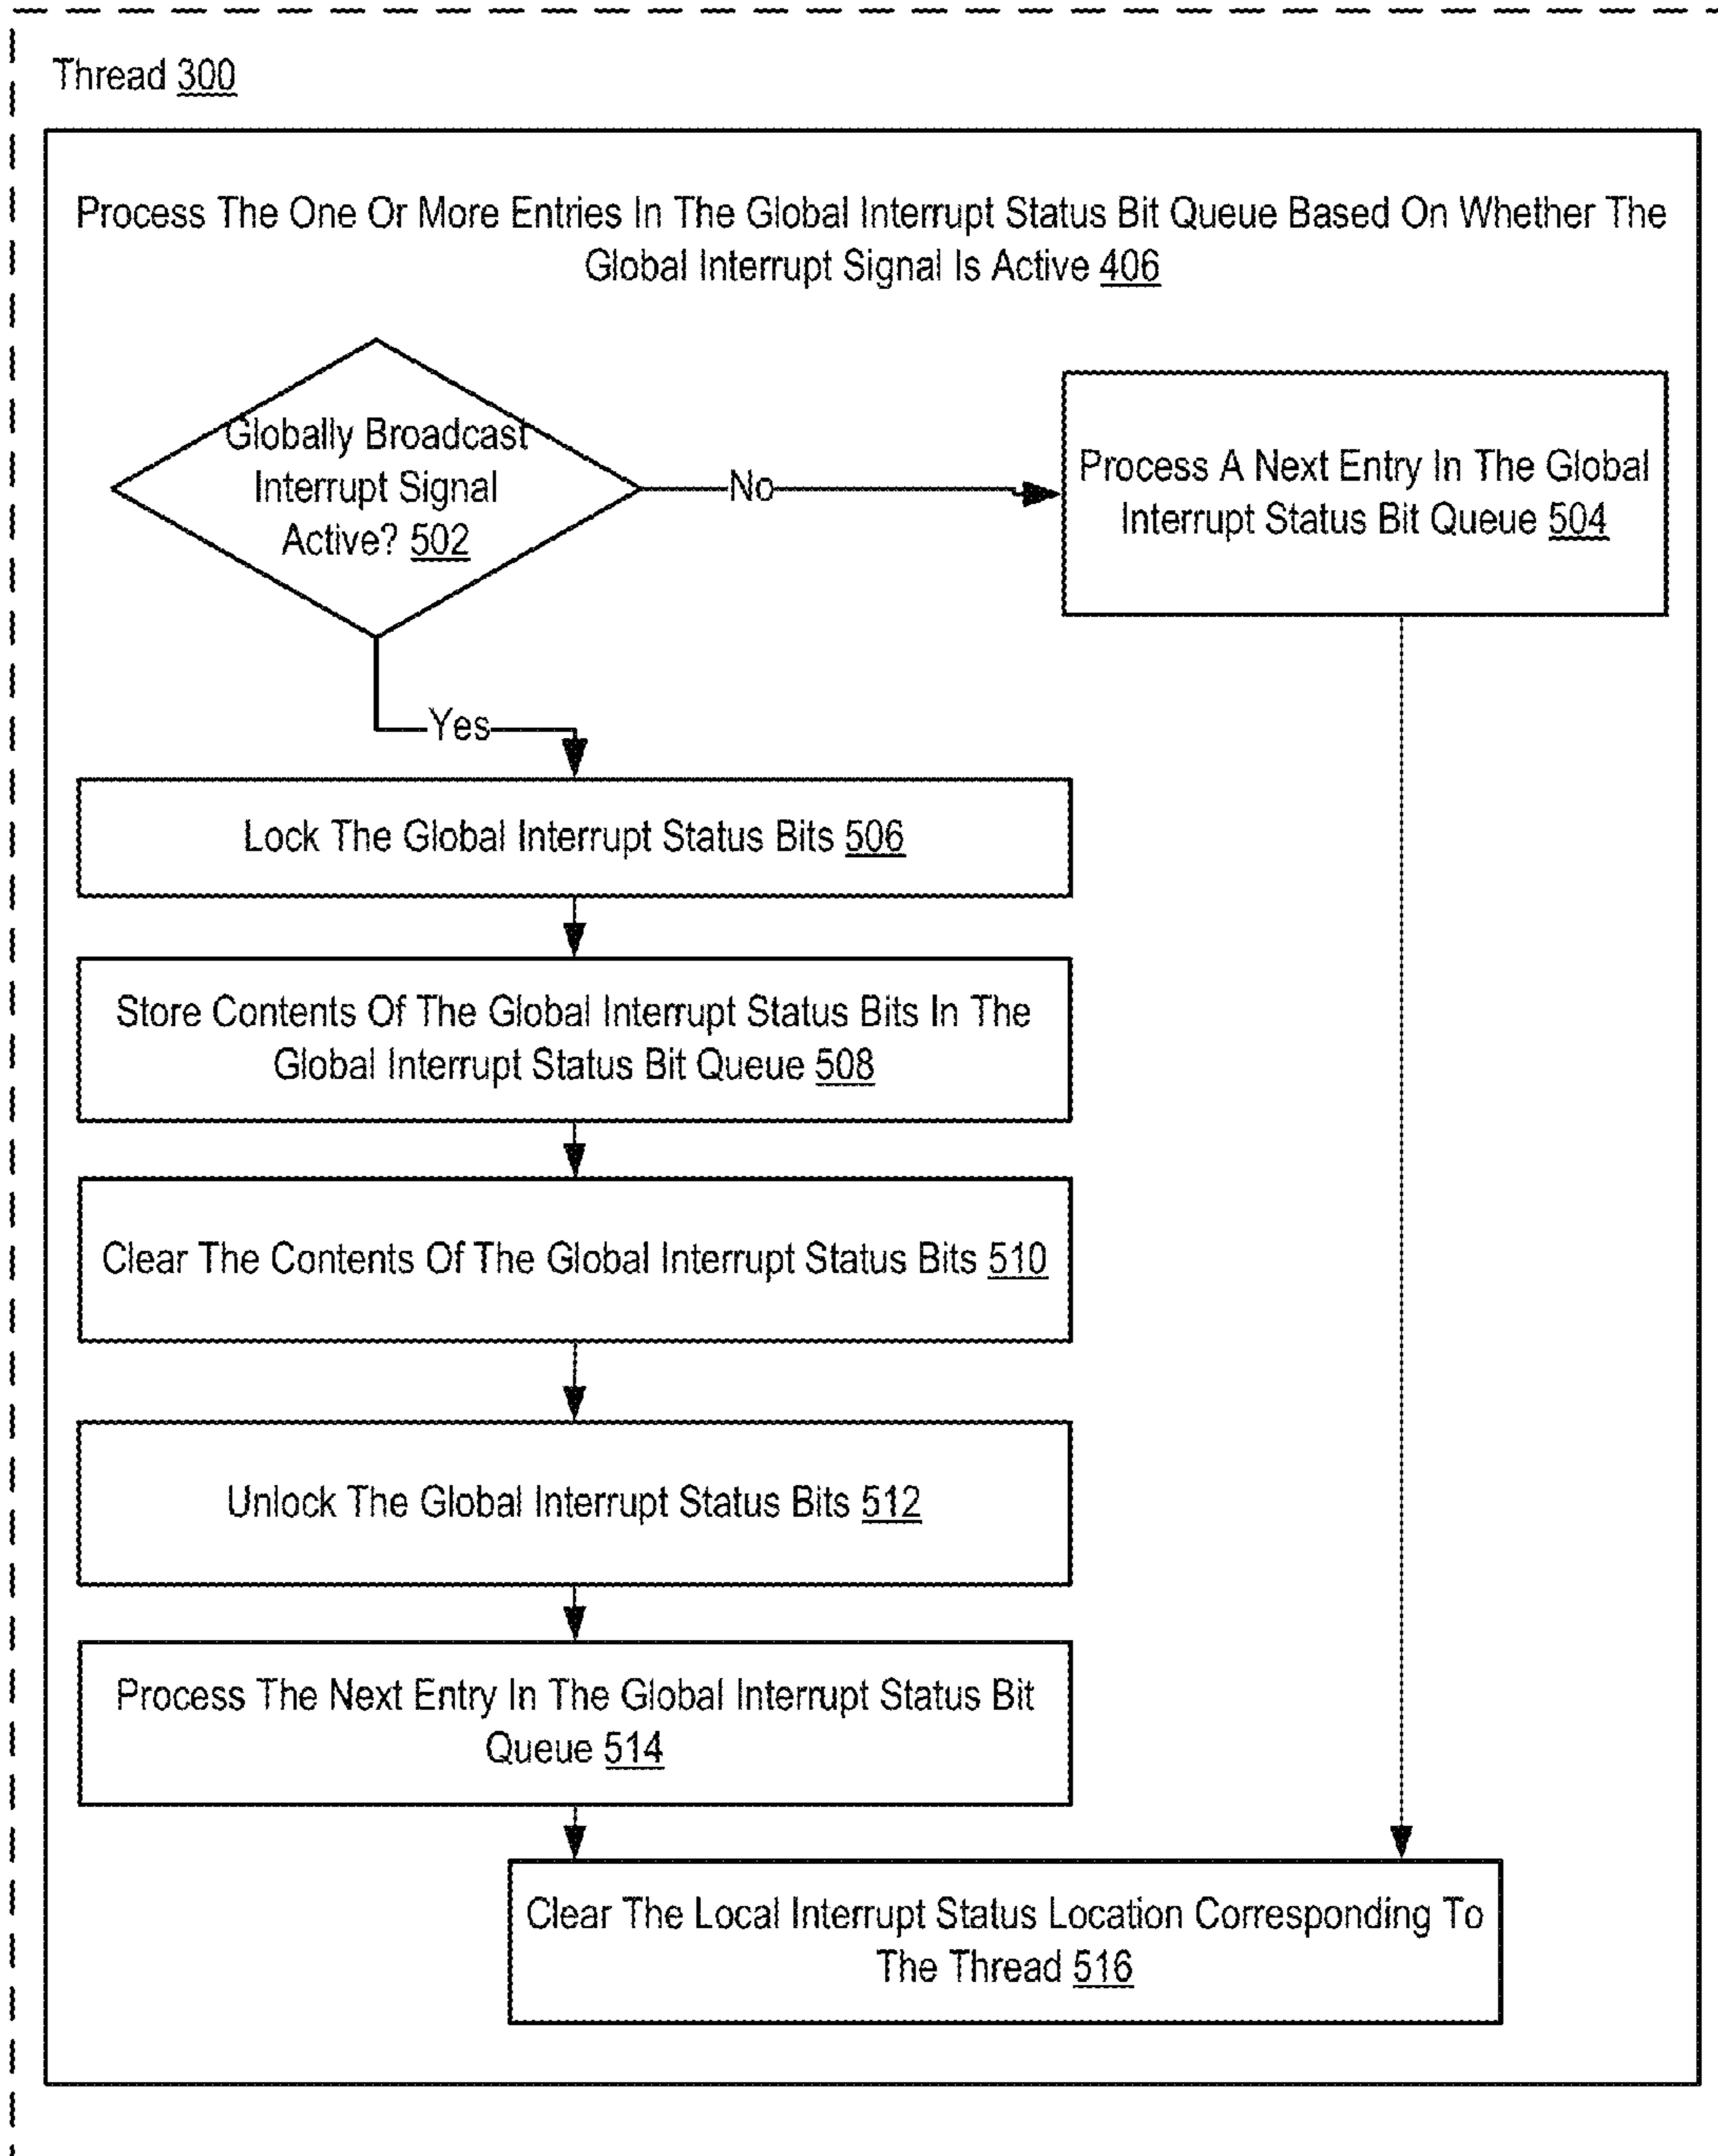 Thread 300
Process The One Or More Entries In The Global Interrupt Status Bit Queue Based On Whether The
Global Interrupt Signal Is Active 406
Globally Broadcast
Interrupt Signal
Active? 502
No
Process A Next Entry In The Global
Interrupt Status Bit Queue 504
Yes
Lock The Global Interrupt Status Bits 506
Store Contents Of The Global Interrupt Status Bits In The
Global Interrupt Status Bit Queue 508
Clear The Contents Of The Global Interrupt Status Bits 510
Unlock The Global Interrupt Status Bits 512
Process The Next Entry In The Global Interrupt Status Bit
Queue 514
Clear The Local Interrupt Status Location Corresponding To
The Thread 516